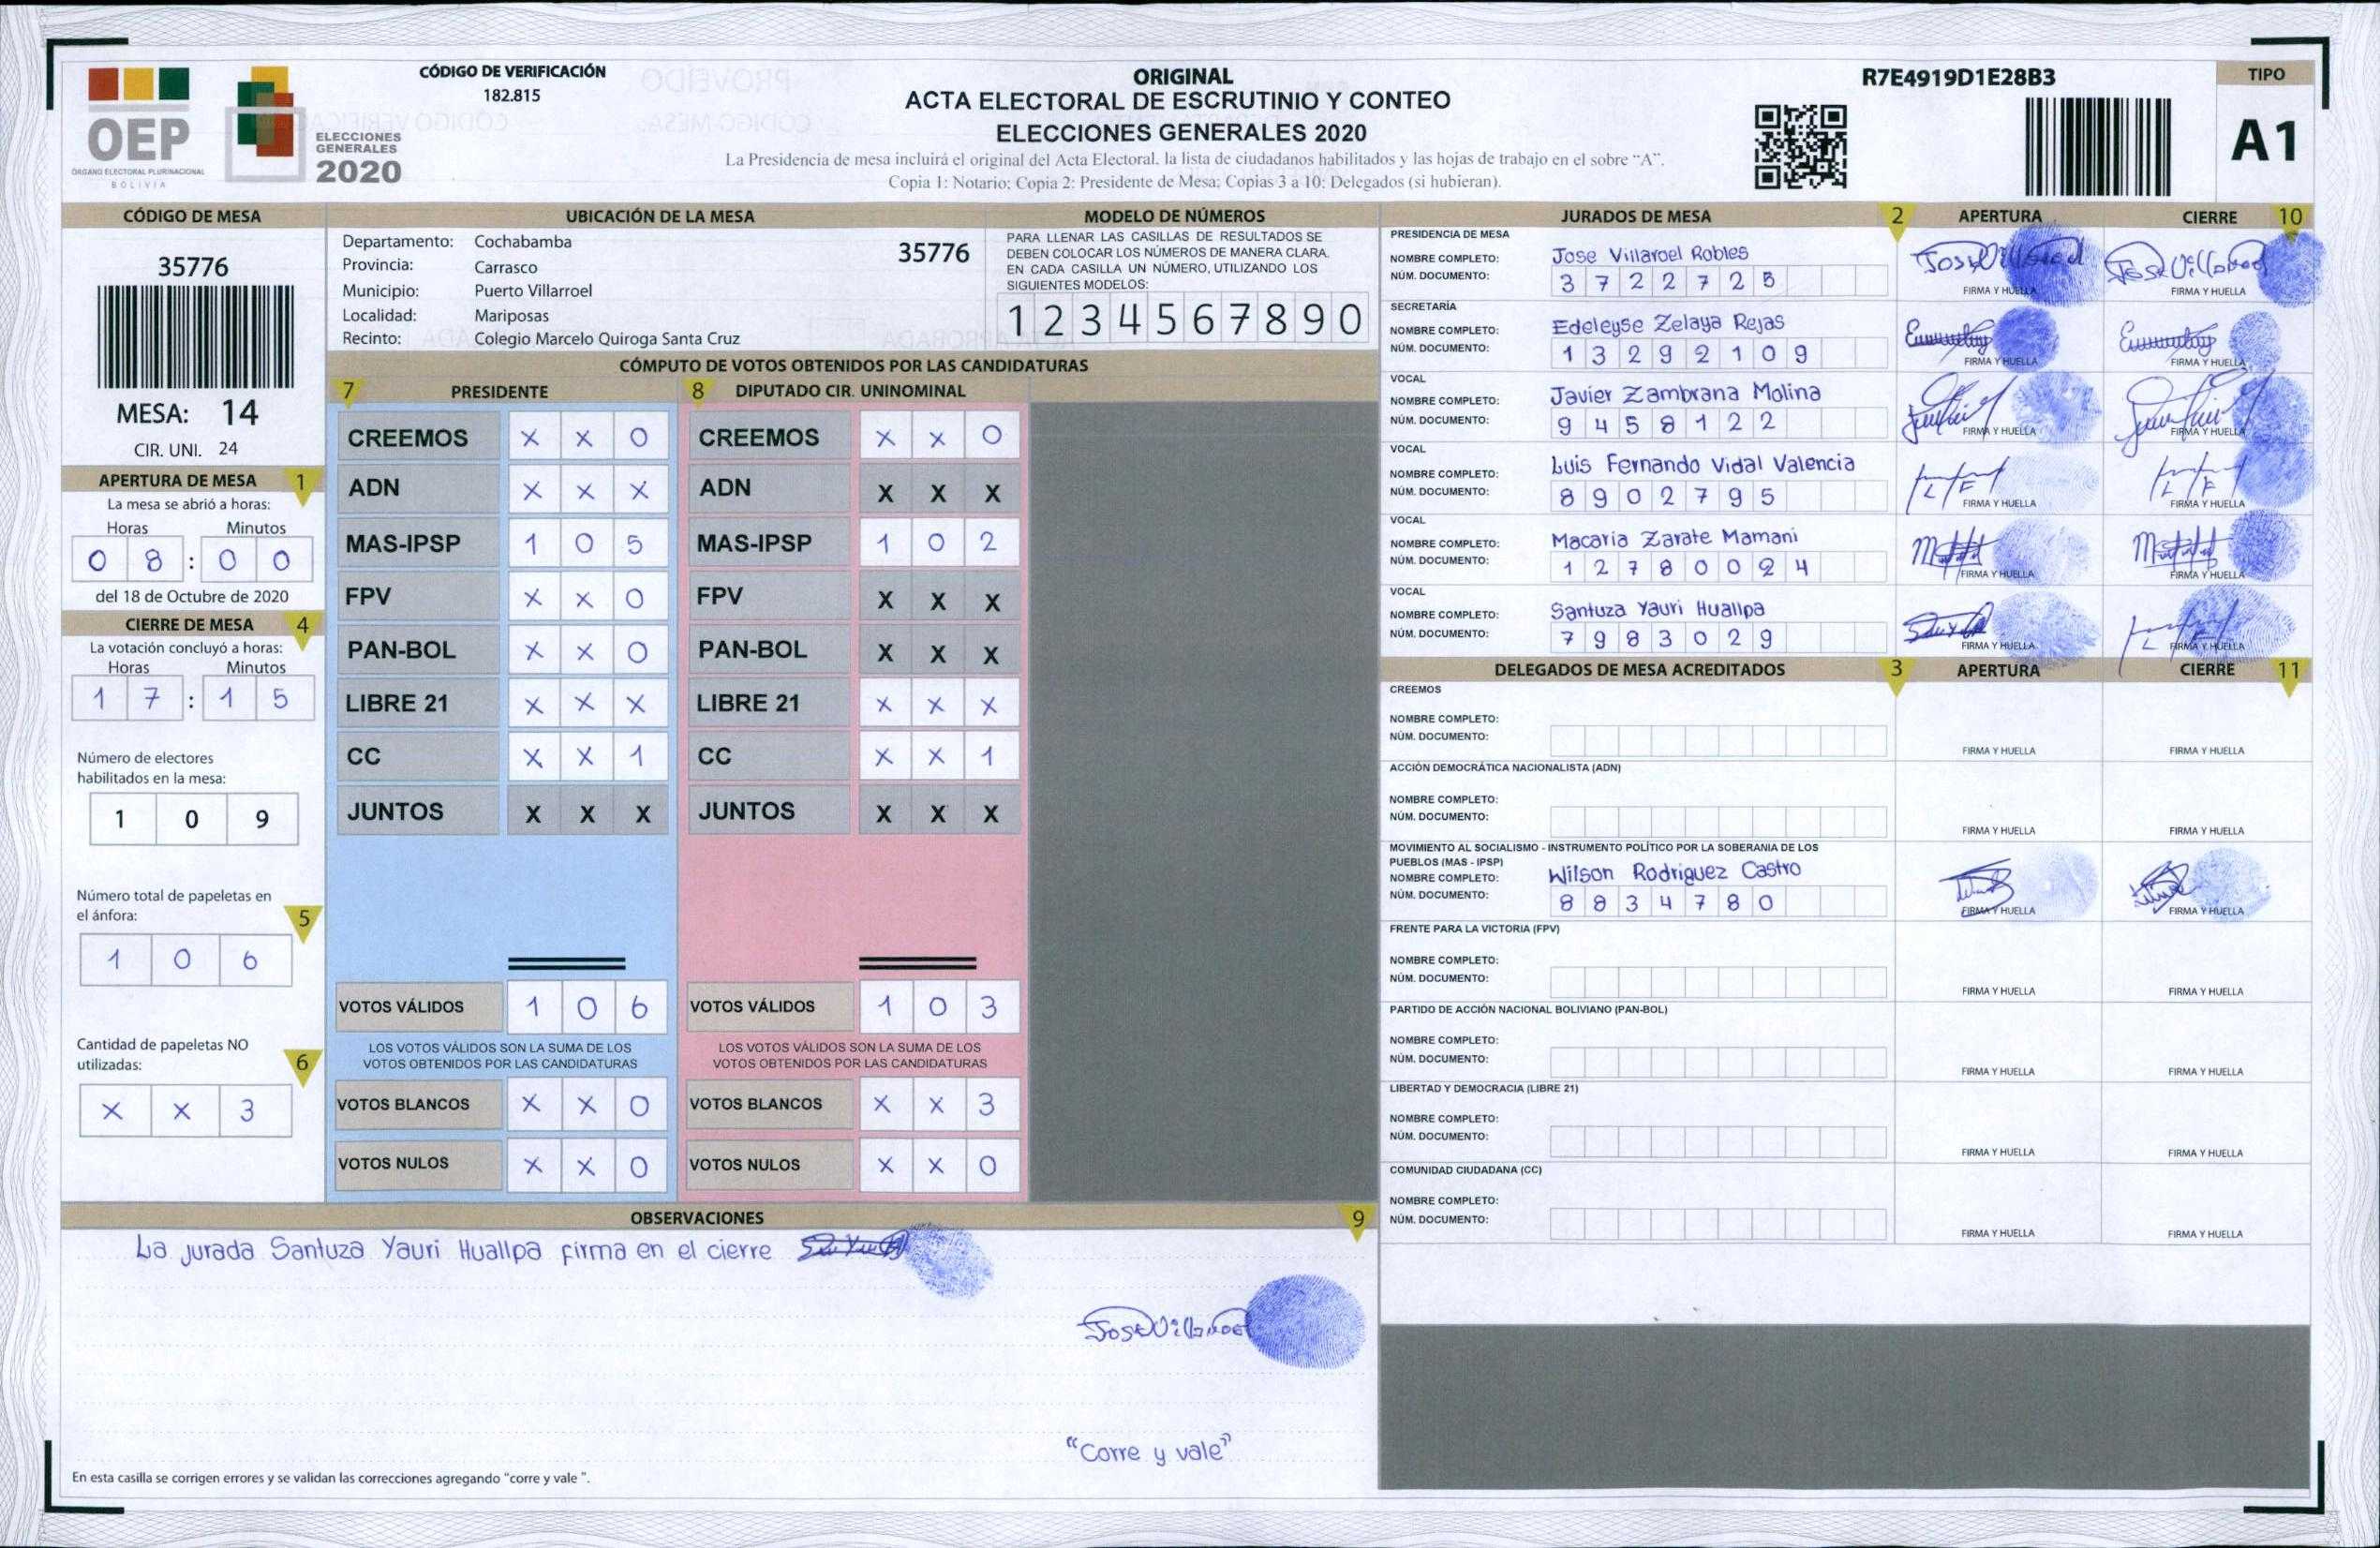 OEP
ÓRGANO ELECTORAL PLURINACIONAL
BOLIVIA
ELECCIONES
GENERALES
2020
CÓDIGO DE VERIFICACIÓN
182.815
ORIGINAL
ACTA ELECTORAL DE ESCRUTINIO Y CONTEO
ELECCIONES GENERALES 2020
La Presidencia de mesa incluirá el original del Acta Electoral, la lista de ciudadanos habilitados y las hojas de trabajo en el sobre "A".
Copia 1: Notario; Copia 2: Presidente de Mesa; Copias 3 a 10: Delegados (si hubieran).
R7E4919D1E28B3
TIPO
A1
CÓDIGO DE MESA
35776
MESA: 14
CIR. UNI. 24
APERTURA DE MESA 1
La mesa se abrió a horas:
Horas Minutos
0 8 : 0 0
del 18 de Octubre de 2020
CIERRE DE MESA 4
La votación concluyó a horas:
Horas Minutos
1 7 : 1 5
Número de electores
habilitados en la mesa:
1 0 9
Número total de papeletas en
el ánfora: 5
1 0 6
Cantidad de papeletas NO
utilizadas: 6
X X 3
UBICACIÓN DE LA MESA
Departamento: Cochabamba
35776
Provincia: Carrasco
Municipio: Puerto Villarroel
Localidad: Mariposas
Recinto: Colegio Marcelo Quiroga Santa Cruz
MODELO DE NÚMEROS
PARA LLENAR LAS CASILLAS DE RESULTADOS SE
DEBEN COLOCAR LOS NÚMEROS DE MANERA CLARA.
EN CADA CASILLA UN NÚMERO, UTILIZANDO LOS
SIGUIENTES MODELOS:
1 2 3 4 5 6 7 8 9 0
CÓMPUTO DE VOTOS OBTENIDOS POR LAS CANDIDATURAS
7 PRESIDENTE
CREEMOS X X 0
ADN X X X
MAS-IPSP 1 0 5
FPV X X 0
PAN-BOL X X 0
LIBRE 21 X X X
CC X X 1
JUNTOS X X X
VOTOS VÁLIDOS 1 0 6
LOS VOTOS VÁLIDOS SON LA SUMA DE LOS
VOTOS OBTENIDOS POR LAS CANDIDATURAS
VOTOS BLANCOS X X 0
VOTOS NULOS X X 0
8 DIPUTADO CIR. UNINOMINAL
CREEMOS X X 0
ADN X X X
MAS-IPSP 1 0 2
FPV X X X
PAN-BOL X X X
LIBRE 21 X X X
CC X X 1
JUNTOS X X X
VOTOS VÁLIDOS 1 0 3
LOS VOTOS VÁLIDOS SON LA SUMA DE LOS
VOTOS OBTENIDOS POR LAS CANDIDATURAS
VOTOS BLANCOS X X 3
VOTOS NULOS X X 0
OBSERVACIONES 9
La jurada Santuza Yauri Huallpa firma en el cierre
"Corre y vale"
En esta casilla se corrigen errores y se validan las correcciones agregando "corre y vale ".
JURADOS DE MESA 2 APERTURA CIERRE 10
PRESIDENCIA DE MESA
NOMBRE COMPLETO: Jose Villaroel Robles
NÚM. DOCUMENTO: 3 7 2 2 7 2 5
FIRMA Y HUELLA FIRMA Y HUELLA
SECRETARÍA
NOMBRE COMPLETO: Edeleyse Zelaya Rejas
NÚM. DOCUMENTO: 1 3 2 9 2 1 0 9
FIRMA Y HUELLA FIRMA Y HUELLA
VOCAL
NOMBRE COMPLETO: Javier Zambrana Molina
NÚM. DOCUMENTO: 9 4 5 8 1 2 2
FIRMA Y HUELLA FIRMA Y HUELLA
VOCAL
NOMBRE COMPLETO: Luis Fernando Vidal Valencia
NÚM. DOCUMENTO: 8 9 0 2 7 9 5
FIRMA Y HUELLA FIRMA Y HUELLA
VOCAL
NOMBRE COMPLETO: Macaria Zarate Mamani
NÚM. DOCUMENTO: 1 2 7 8 0 0 2 4
FIRMA Y HUELLA FIRMA Y HUELLA
VOCAL
NOMBRE COMPLETO: Santuza Yauri Huallpa
NÚM. DOCUMENTO: 7 9 8 3 0 2 9
FIRMA Y HUELLA FIRMA Y HUELLA
DELEGADOS DE MESA ACREDITADOS 3 APERTURA CIERRE 11
CREEMOS
NOMBRE COMPLETO:
NÚM. DOCUMENTO:
FIRMA Y HUELLA FIRMA Y HUELLA
ACCIÓN DEMOCRÁTICA NACIONALISTA (ADN)
NOMBRE COMPLETO:
NÚM. DOCUMENTO:
FIRMA Y HUELLA FIRMA Y HUELLA
MOVIMIENTO AL SOCIALISMO - INSTRUMENTO POLÍTICO POR LA SOBERANIA DE LOS
PUEBLOS (MAS - IPSP)
NOMBRE COMPLETO: Wilson Rodriguez Castro
NÚM. DOCUMENTO: 8 8 3 4 7 8 0
FIRMA Y HUELLA FIRMA Y HUELLA
FRENTE PARA LA VICTORIA (FPV)
NOMBRE COMPLETO:
NÚM. DOCUMENTO:
FIRMA Y HUELLA FIRMA Y HUELLA
PARTIDO DE ACCIÓN NACIONAL BOLIVIANO (PAN-BOL)
NOMBRE COMPLETO:
NÚM. DOCUMENTO:
FIRMA Y HUELLA FIRMA Y HUELLA
LIBERTAD Y DEMOCRACIA (LIBRE 21)
NOMBRE COMPLETO:
NÚM. DOCUMENTO:
FIRMA Y HUELLA FIRMA Y HUELLA
COMUNIDAD CIUDADANA (CC)
NOMBRE COMPLETO:
NÚM. DOCUMENTO:
FIRMA Y HUELLA FIRMA Y HUELLA